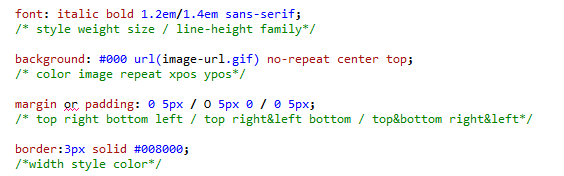 font: italic bold 1.2em/1.4em sans-serif;
/* style weight size / line-height family*/
background: #000 url(image-url.gif) no-repeat center top;
/* color image repeat xpos ypos*/
margin or padding: 0 5px / O 5px 0 / 0 5px;
/* top right bottom left / top right&left bottom / top&bottom right&left*/
border:3px solid #008000;
/*width style color*/